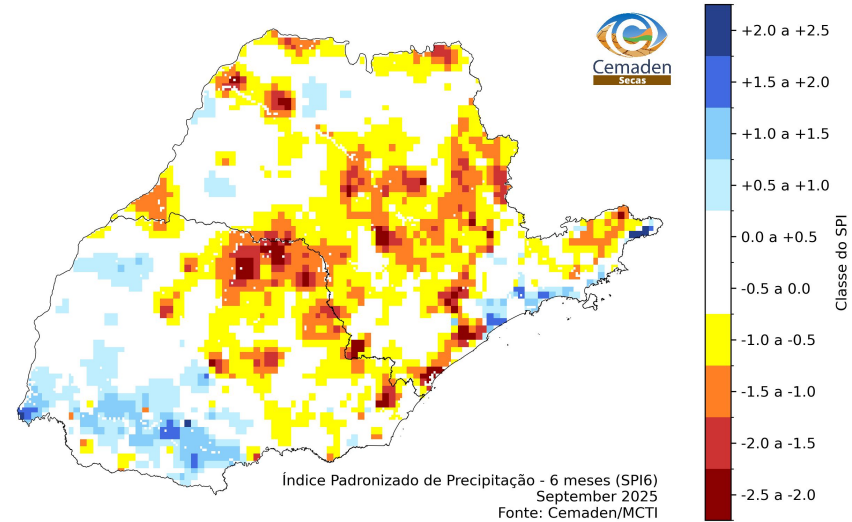 Cemaden
Secas
+2.0 a +2.5
+1.5 a +2.0
+1.0 a +1.5
+0.5 a +1.0
0.0 a +0.5
-0.5 a 0.0
-1.0 a -0.5
-1.5 a -1.0
-2.0 a -1.5
-2.5 a -2.0
Classe do SPI
Índice Padronizado de Precipitação - 6 meses (SPI6)
September 2025
Fonte: Cemaden/MCTI